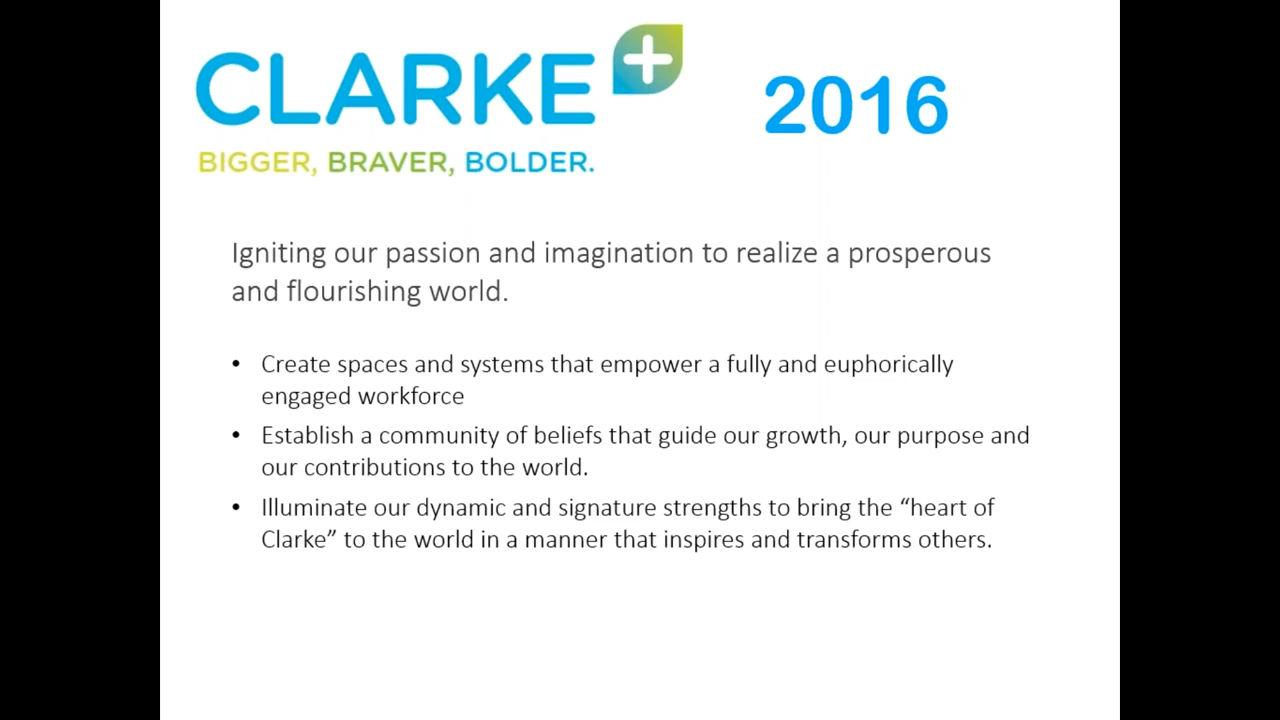 CLARKE+
2016
BIGGER, BRAVER, BOLDER.
Igniting our passion and imagination to realize a prosperous
and flourishing world.
• Create spaces and systems that empower a fully and euphorically
engaged workforce
• Establish a community of beliefs that guide our growth, our purpose and
our contributions to the world.
• Illuminate our dynamic and signature strengths to bring the “heart of
Clarke” to the world in a manner that inspires and transforms others.